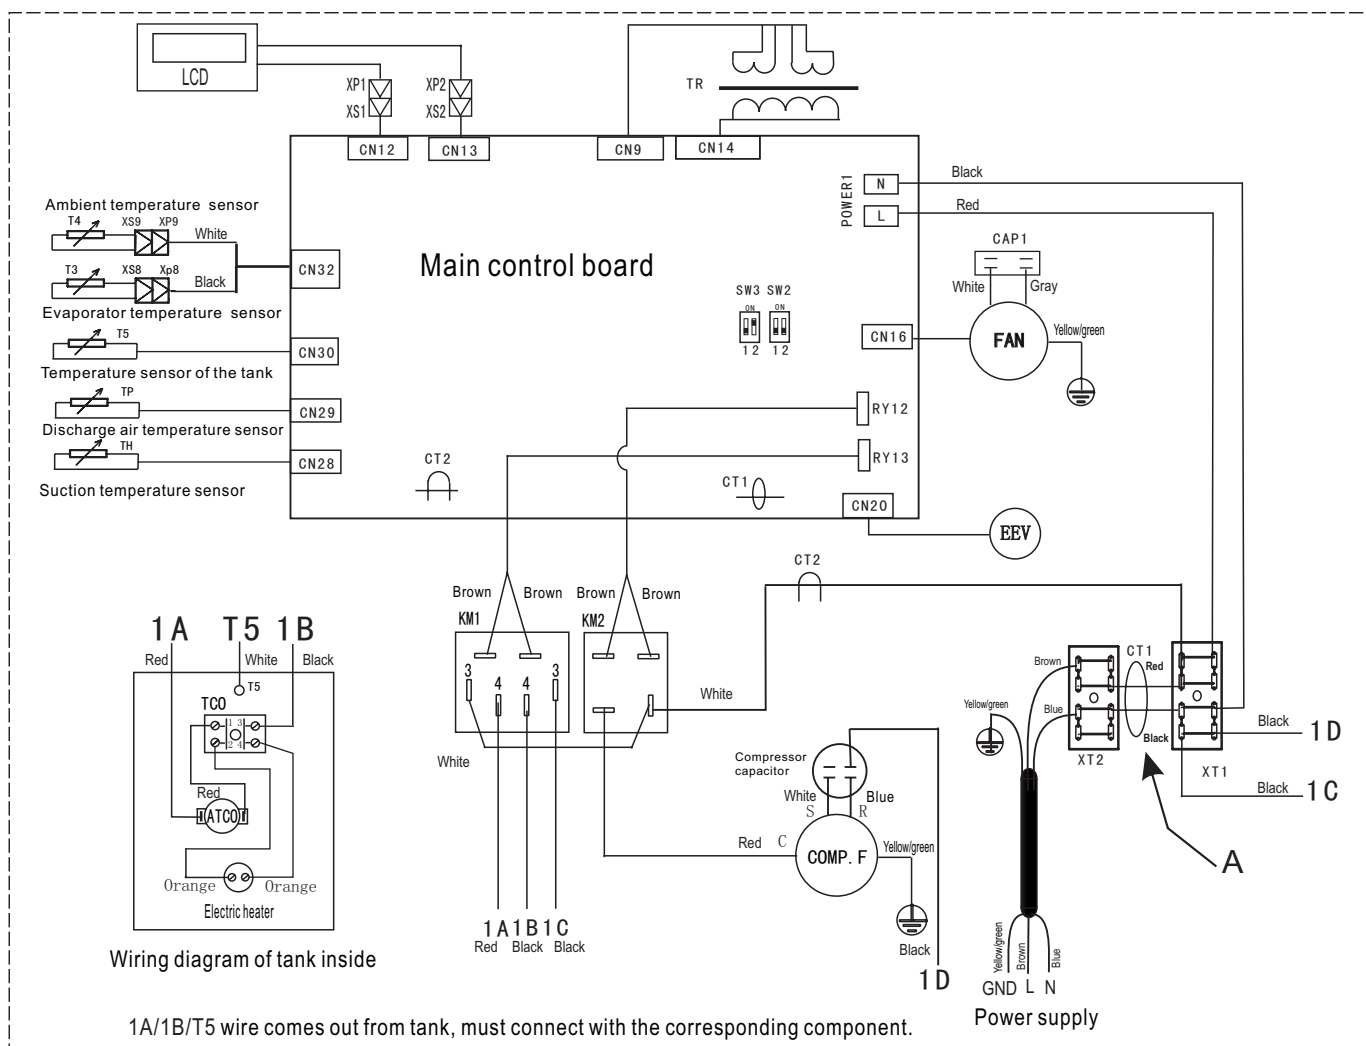 LCD
XP1
XS1
XP2
XS2
TR
CN12
CN13
CN9
CN14
POWER1
N
L
Black
Red
Ambient temperature sensor
T4
XS9
XP9
White
T3
XS8
Xp8
Black
Evaporator temperature sensor
CN32
T5
CN30
Temperature sensor of the tank
TP
CN29
Discharge air temperature sensor
TH
CN28
Suction temperature sensor
Main control board
SW3
SW2
ON
ON
1 2
1 2
CAP1
White
Gray
FAN
Yellow/green
CN16
RY12
RY13
CT2
CT1
CN20
EEV
CT2
Brown
Brown
Brown
Brown
KM1
KM2
3
4
4
3
White
White
1A
T5
1B
Red
White
Black
T5
TCO
1 3
2 4
Red
ATCO
Orange
Orange
Electric heater
Wiring diagram of tank inside
Compressor
capacitor
White
Blue
S
R
Red
C
COMP. F
Yellow/green
1A
1B
1C
Red
Black
Black
Black
1D
Brown
CT1
Red
Yellow/green
Blue
Black
XT2
XT1
Black
1D
Black
1C
A
Yellow/green
Brown
Blue
GND
L
N
Power supply
1A/1B/T5 wire comes out from tank, must connect with the corresponding component.